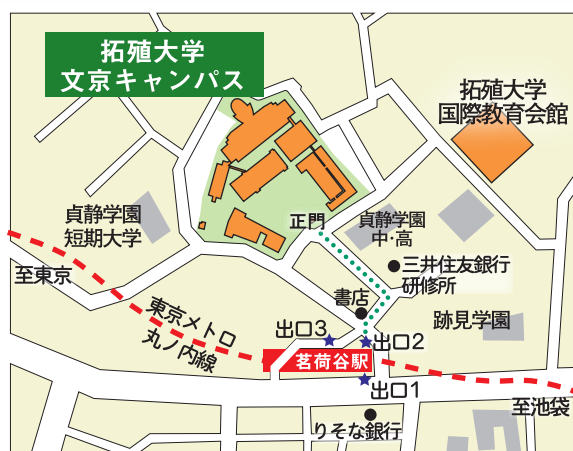 拓殖大学
文京キャンパス
拓殖大学
国際教育会館
貞静学園
短期大学
正門
貞静学園
中・高
三井住友銀行
研修所
至東京
書店
東京メトロ
丸ノ内線
出口3
跡見学園
出口2
茗荷谷駅
出口1
至池袋
りそな銀行